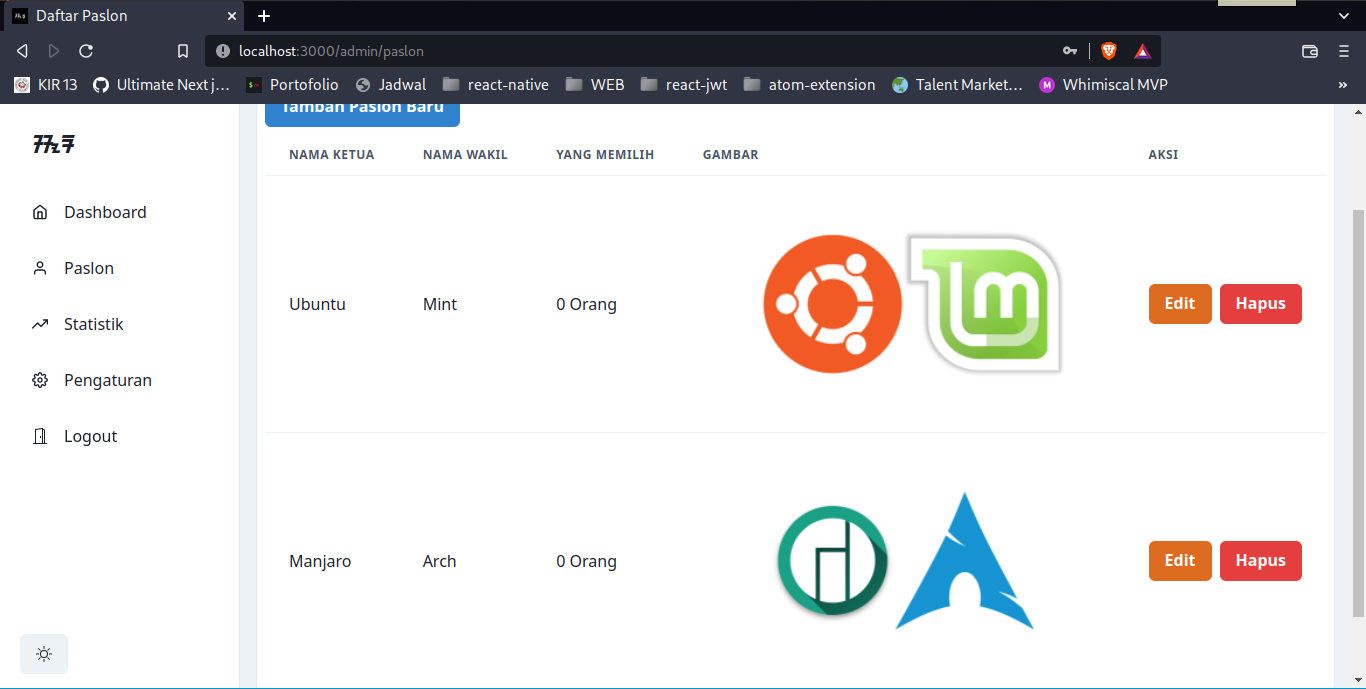 Daftar Paslon
localhost:3000/admin/paslon
KIR 13 Ultimate Next j... Portofolio Jadwal react-native WEB react-jwt atom-extension Talent Market... M Whimiscal MVP »
Tambah Paslon Baru
NAMA KETUA NAMA WAKIL YANG MEMILIH GAMBAR AKSI
Dashboard
Paslon
Statistik
Pengaturan
Logout
Ubuntu Mint 0 Orang Edit Hapus
Manjaro Arch 0 Orang Edit Hapus